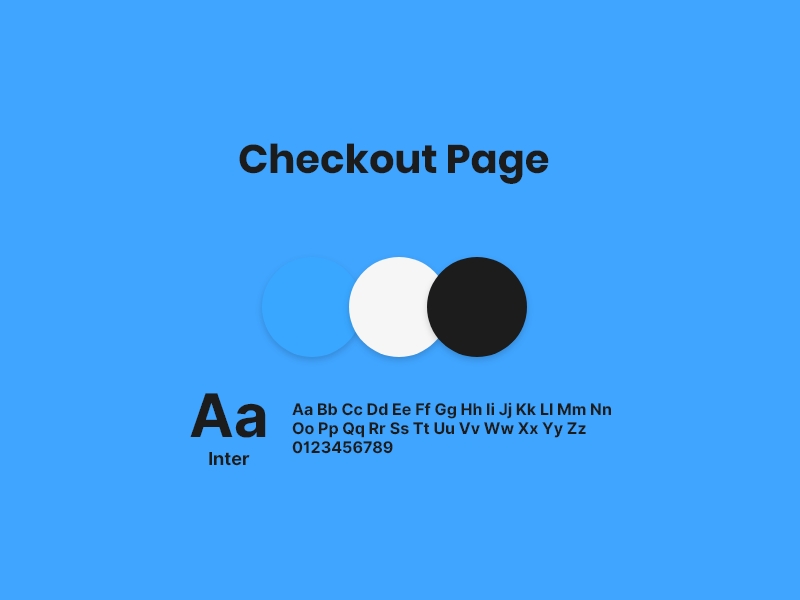 Checkout Page
Aa
Inter
Aa Bb Cc Dd Ee Ff Gg Hh Ii Jj Kk Ll Mm Nn
Oo Pp Qq Rr Ss Tt Uu Vv Ww Xx Yy Zz
0123456789